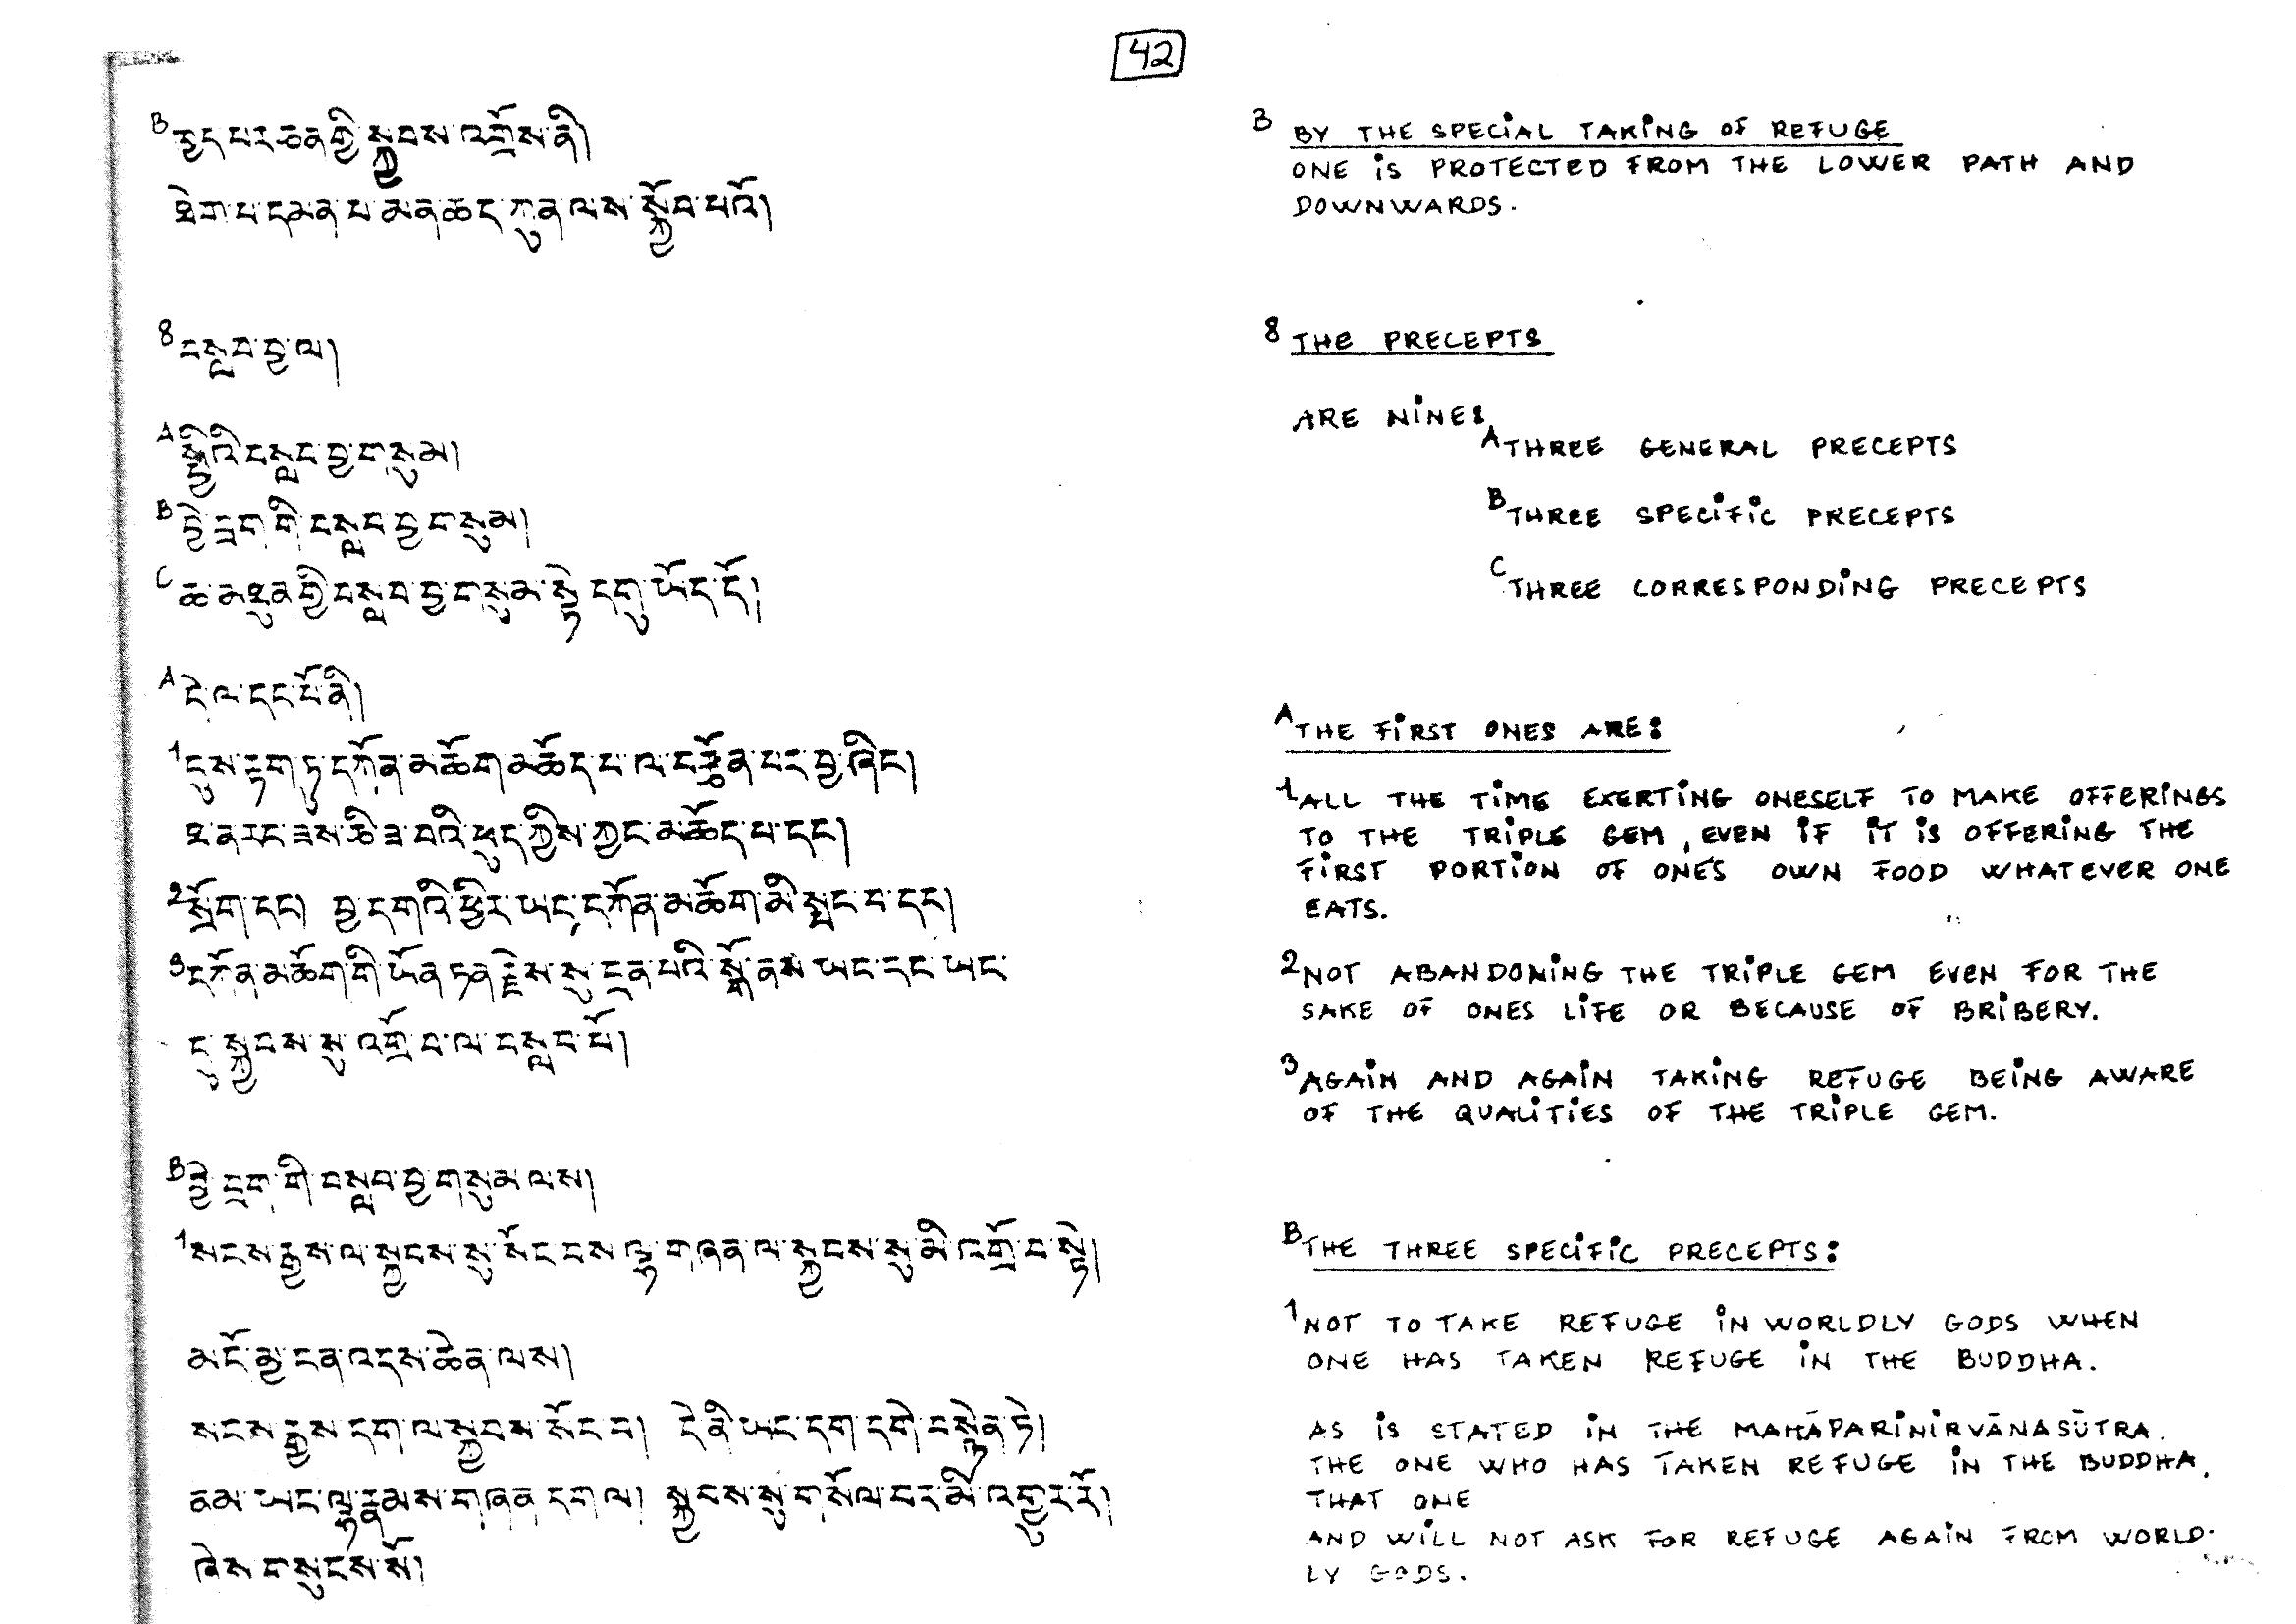 42
B ཁྱད་པར་ཅན་གྱི་སྐྱབས་འགྲོས་ནི།
ཐེག་པ་དམན་པ་མན་ཆད་ཀུན་ལས་སྐྱོབ་པའོ།
8 བསླབ་བྱ་ལ།
A སྤྱིའི་བསླབ་བྱ་གསུམ།
B བྱེ་བྲག་གི་བསླབ་བྱ་གསུམ།
C ཆ་མཐུན་གྱི་བསླབ་བྱ་གསུམ་སྟེ་དགུ་ཡོད་དོ།
A དེ་ལ་དང་པོ་ནི།
1 དུས་རྟག་ཏུ་དཀོན་མཆོག་མཆོད་པ་ལ་བརྩོན་པར་བྱ་ཞིང།
ཐ་ན་རང་ཟས་ཅི་ཟ་བའི་ཕུད་ཀྱིས་ཀྱང་མཆོད་པ་དང།
2 སྲོག་དང། བྱ་དགའི་ཕྱིར་ཡང་དཀོན་མཆོག་མི་སྤང་བ་དང།
3 དཀོན་མཆོག་གི་ཡོན་ཏན་རྗེས་སུ་དྲན་པའི་སྒོ་ནས་ཡང་དང་ཡང་
དུ་སྐྱབས་སུ་འགྲོ་བ་ལ་བསླབ་བོ།
B བྱེ་བྲག་གི་བསླབ་བྱ་གསུམ་ལས།
1 སངས་རྒྱས་ལ་སྐྱབས་སུ་སོང་བས་ལྷ་གཞན་ལ་སྐྱབས་སུ་མི་འགྲོ་བ་སྟེ།
མདོ་མྱ་ངན་འདས་ཆེན་ལས།
སངས་རྒྱས་དག་ལ་སྐྱབས་སོང་བ། དེ་ནི་ཡང་དག་དགེ་བསྙེན་ཏེ།
ནམ་ཡང་ལྷ་རྣམས་གཞན་དག་ལ། སྐྱབས་སུ་གསོལ་བར་མི་འགྱུར་རོ།
ཞེས་གསུངས་སོ།
B BY THE SPECIAL TAKING OF REFUGE
ONE IS PROTECTED FROM THE LOWER PATH AND
DOWNWARDS.
8 THE PRECEPTS
ARE NINE:
A THREE GENERAL PRECEPTS
B THREE SPECIFIC PRECEPTS
C THREE CORRESPONDING PRECEPTS
A THE FIRST ONES ARE:
1 ALL THE TIME EXERTING ONESELF TO MAKE OFFERINGS
TO THE TRIPLE GEM, EVEN IF IT IS OFFERING THE
FIRST PORTION OF ONE'S OWN FOOD WHATEVER ONE
EATS.
2 NOT ABANDONING THE TRIPLE GEM EVEN FOR THE
SAKE OF ONES LIFE OR BECAUSE OF BRIBERY.
3 AGAIN AND AGAIN TAKING REFUGE BEING AWARE
OF THE QUALITIES OF THE TRIPLE GEM.
B THE THREE SPECIFIC PRECEPTS:
1 NOT TO TAKE REFUGE IN WORLDLY GODS WHEN
ONE HAS TAKEN REFUGE IN THE BUDDHA.
AS IS STATED IN THE MAHĀPARINIRVĀNASŪTRA.
THE ONE WHO HAS TAKEN REFUGE IN THE BUDDHA,
THAT ONE
AND WILL NOT ASK FOR REFUGE AGAIN FROM WORLD-
LY GODS.